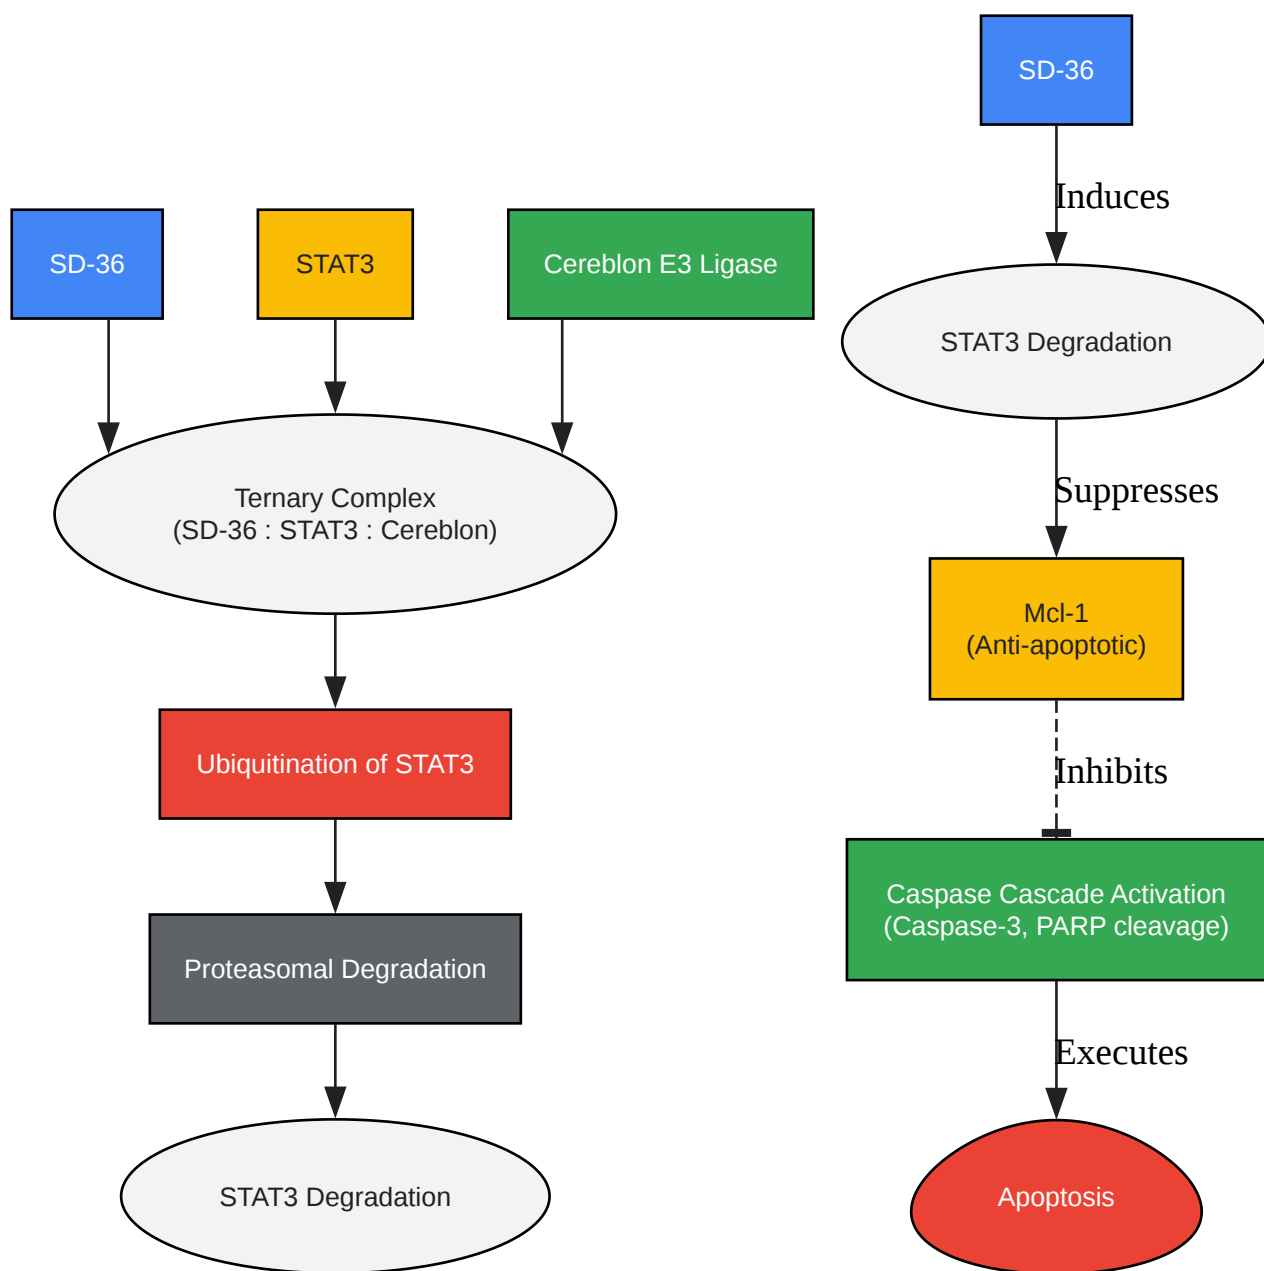 SD-36
STAT3
Cereblon E3 Ligase
Ternary Complex
(SD-36 : STAT3 : Cereblon)
Ubiquitination of STAT3
Proteasomal Degradation
STAT3 Degradation
SD-36
Induces
STAT3 Degradation
Suppresses
Mcl-1
(Anti-apoptotic)
Inhibits
Caspase Cascade Activation
(Caspase-3, PARP cleavage)
Executes
Apoptosis